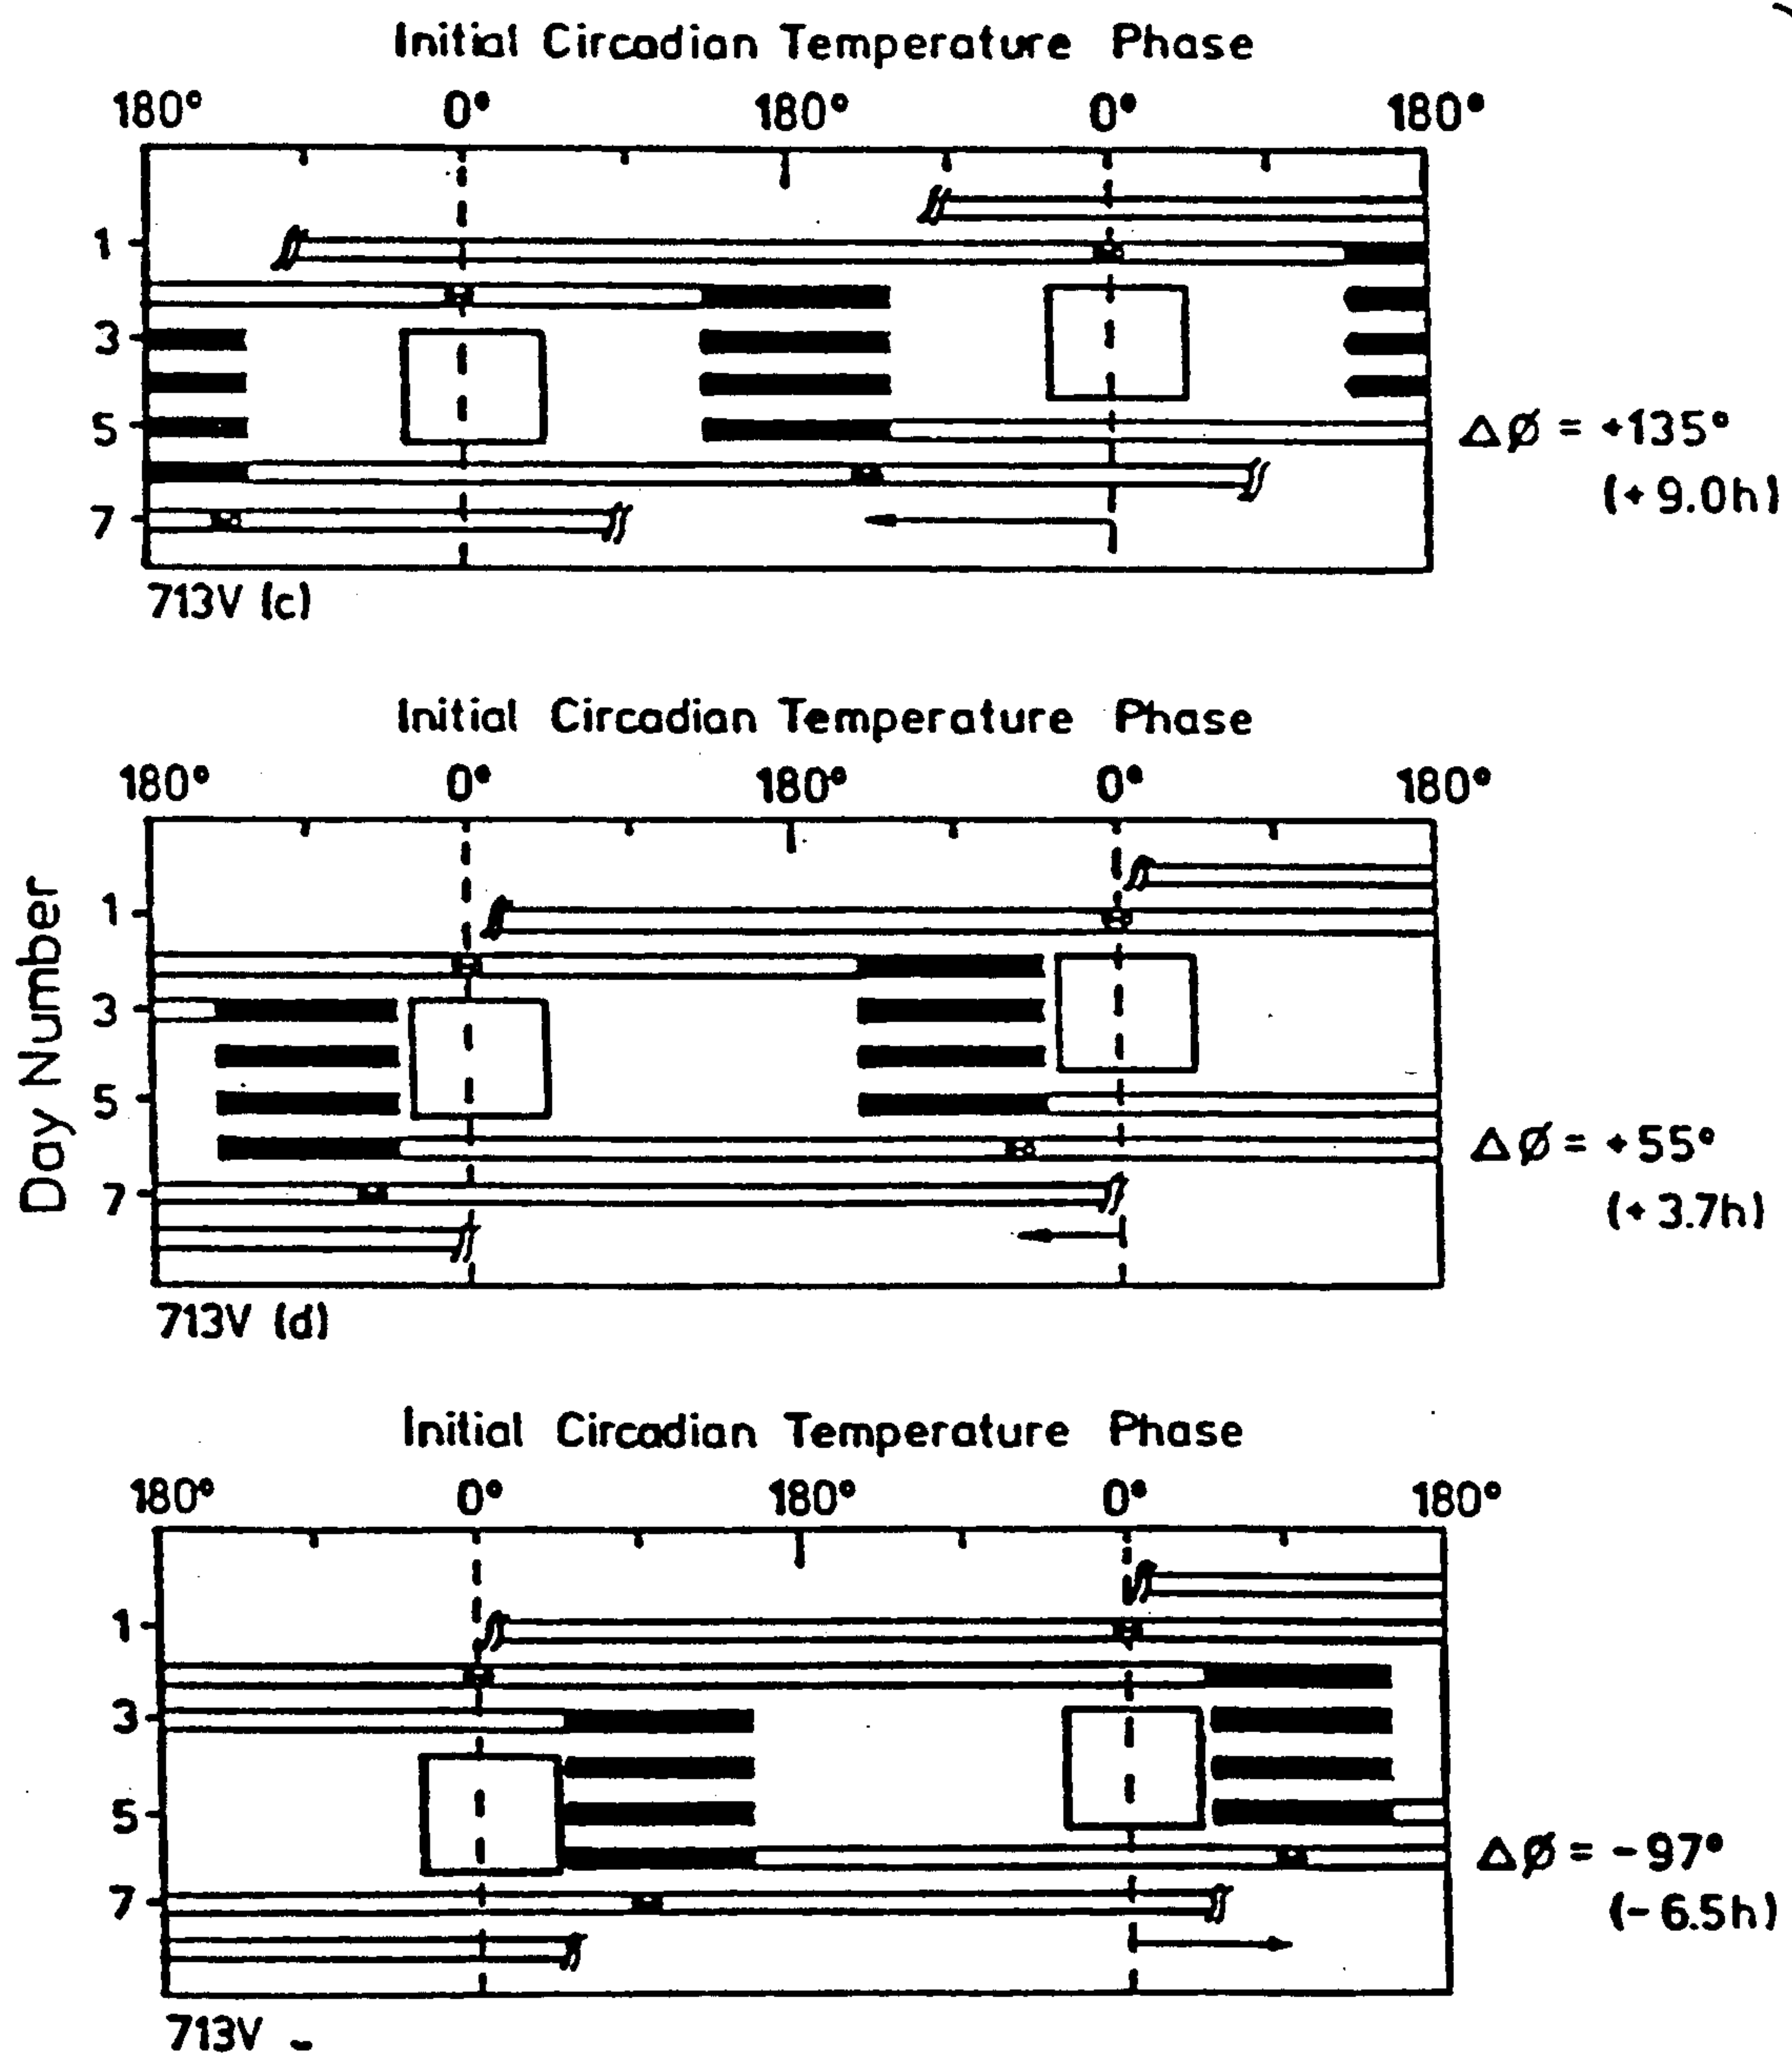 Initial Circadian Temperature Phase
180° 0° 180° 0° 180°
1
3
5
7
Δø = +135°
(+9.0h)
713V (c)
Initial Circadian Temperature Phase
180° 0° 180° 0° 180°
Day Number
1
3
5
7
Δø = +55°
(+3.7h)
713V (d)
Initial Circadian Temperature Phase
180° 0° 180° 0° 180°
1
3
5
7
Δø = -97°
(-6.5h)
713V